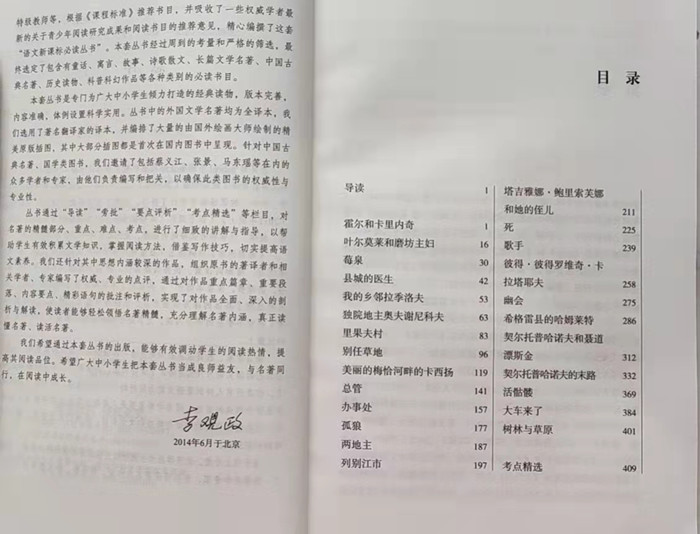 特级教师等，根据《课程标准》推荐书目，并吸收了一些权威学者最
新的关于青少年阅读研究成果和阅读书目的推荐意见，精心编撰了这套
“语文新课标必读丛书”。本套丛书经过周到的考量和严格的筛选，最
终选定了包含有童话、寓言、故事、诗歌散文、长篇文学名著、中国古
典名著、历史读物、科普科幻作品等各种类别的必读书目。
本套丛书是专门为广大中小学生倾力打造的经典读物，版本完善，
内容准确，体例设置科学实用。丛书中的外国文学名著均为全译本，我
们选用了著名翻译家的译本，并编排了大量的由国外绘画大师绘制的精
美原版插图，其中大部分插图都是首次在国内图书中呈现。针对中国古
典名著、国学类图书，我们邀请了包括蔡义江、张景、马东瑶等在内的
众多学者和专家，由他们负责编写和把关，以确保此类图书的权威性与
专业性。
丛书通过“导读”“旁批”“要点评析”“考点精选”等栏目，对
名著的精髓部分、重点、难点、考点，进行了细致的讲解与指导，以帮
助学生有效积累文学知识，掌握阅读方法，借鉴写作技巧，切实提高语
文素养。我们还针对其中思想内涵较深的作品，组织原书的著译者和相
关学者、专家编写了权威、专业的点评，通过对作品重点篇章、重要段
落、内容要点、精彩语句的批注和评析，实现了对作品全面、深入的剖
析与解读，使读者能够轻松领悟名著精髓，充分理解名著内涵，真正读
懂名著、读活名著。
我们希望通过本套丛书的出版，能够有效调动学生的阅读热情，提
高其阅读品位。希望广大中小学生把本套丛书当成良师益友，与名著同
行，在阅读中成长。
李观政
2014年6月于北京
目 录
导读 1
霍尔和卡里内奇 1
叶尔莫莱和磨坊主妇 16
莓泉 30
县城的医生 42
我的乡邻拉季洛夫 53
独院地主奥夫谢尼科夫 63
里果夫村 83
别任草地 96
美丽的梅恰河畔的卡西扬 119
总管 141
办事处 157
孤狼 177
两地主 187
列别江市 197
塔吉雅娜·鲍里索芙娜
和她的侄儿 211
死 225
歌手 239
彼得·彼得罗维奇·卡
拉塔耶夫 258
幽会 275
希格雷县的哈姆莱特 286
契尔托普哈诺夫和聂道
漂斯金 312
契尔托普哈诺夫的末路 332
活骷髅 369
大车来了 384
树林与草原 401
考点精选 409